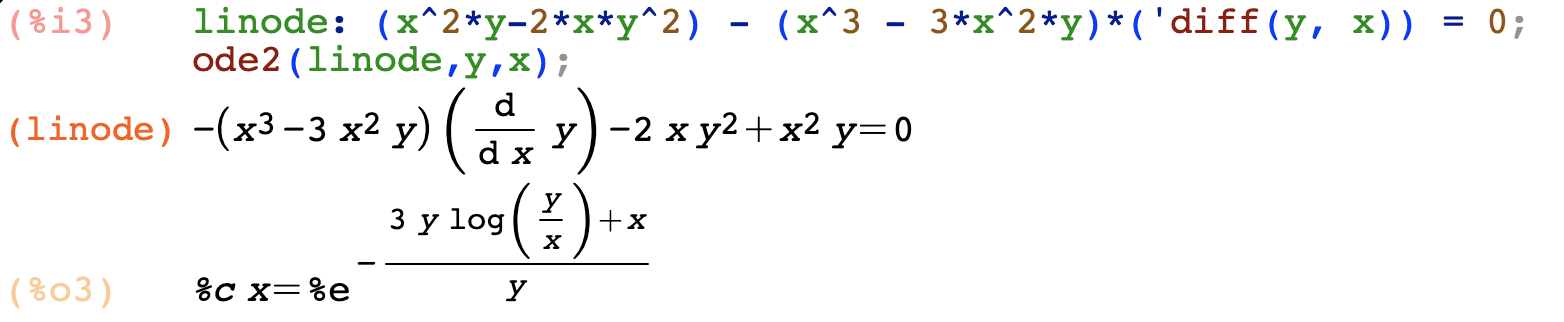 (%i3) linode: (x^2*y-2*x*y^2) - (x^3 - 3*x^2*y)*('diff(y, x)) = 0;
ode2(linode,y,x);
(linode) -(x³-3 x² y) (d/d x y) -2 x y²+x² y=0
(%o3) %c x=%e^(-(3 y log(y/x)+x)/y)